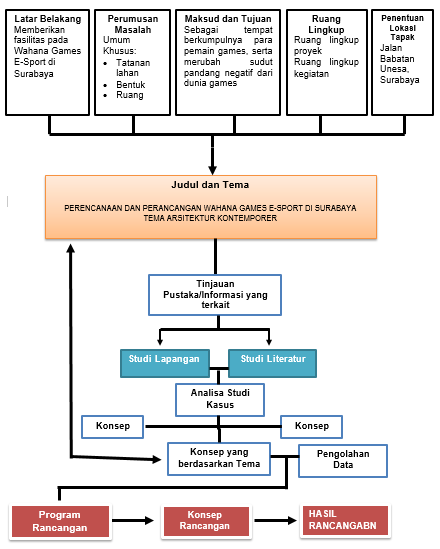 Latar Belakang
Memberikan
fasilitas pada
Wahana Games
E-Sport di
Surabaya
Perumusan
Masalah
Umum
Khusus:
• Tatanan
lahan
• Bentuk
• Ruang
Maksud dan Tujuan
Sebagai tempat
berkumpulnya para
pemain games, serta
merubah sudut
pandang negatif dari
dunia games
Ruang
Lingkup
Ruang lingkup
proyek
Ruang lingkup
kegiatan
Penentuan
Lokasi
Tapak
Jalan
Babatan
Unesa,
Surabaya
Judul dan Tema
PERENCANAAN DAN PERANCANGAN WAHANA GAMES E-SPORT DI SURABAYA
TEMA ARSITEKTUR KONTEMPORER
Tinjauan
Pustaka/Informasi yang
terkait
Studi Lapangan
Studi Literatur
Analisa Studi
Kasus
Konsep
Konsep
Konsep yang
berdasarkan Tema
Pengolahan
Data
Program
Rancangan
Konsep
Rancangan
HASIL
RANCANGABN